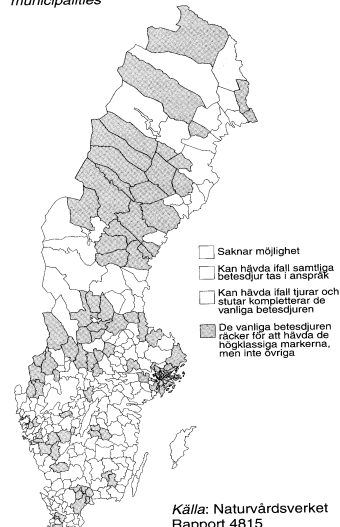 municipalities
Saknar möjlighet
Kan hävda ifall samtliga
betesdjur tas i anspråk
Kan hävda ifall tjurar och
stutar kompletterar de
vanliga betesdjuren
De vanliga betesdjuren
räcker för att hävda de
högklassiga markerna,
men inte övriga
Källa: Naturvårdsverket
Rapport 4815